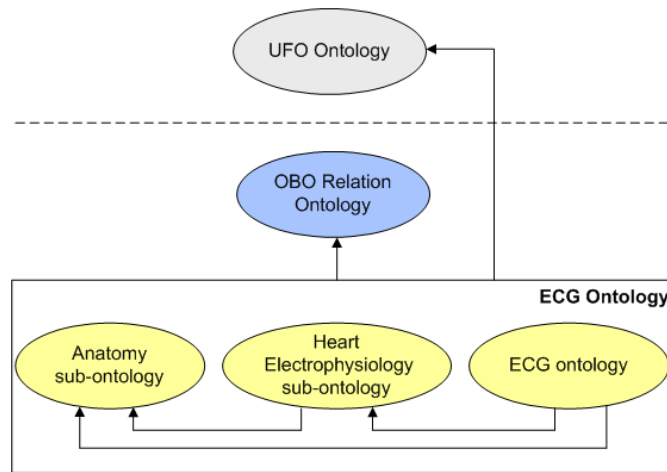 UFO Ontology
OBO Relation
Ontology
ECG Ontology
Anatomy
sub-ontology
Heart
Electrophysiology
sub-ontology
ECG ontology